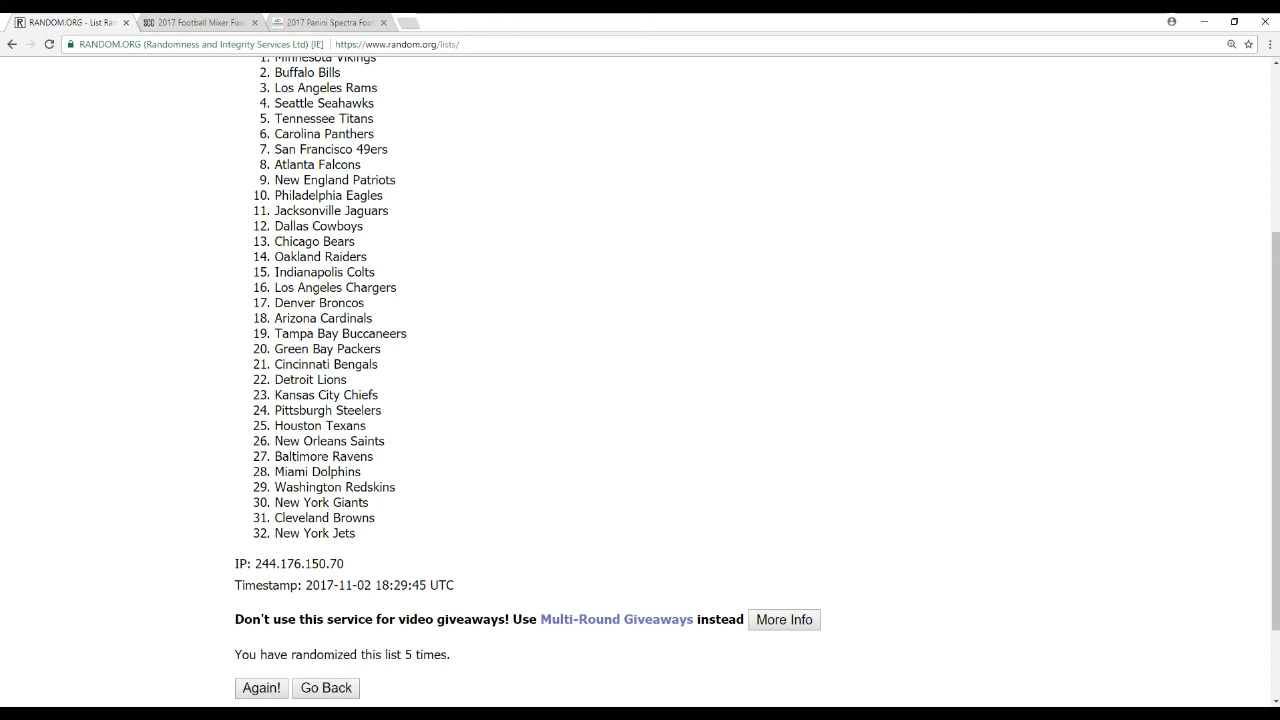 RANDOM.ORG - List Ran
2017 Football Mixer Fixe
2017 Panini Spectra Foot
RANDOM.ORG (Randomness and Integrity Services Ltd) [IE]
https://www.random.org/lists/
1. Minnesota Vikings
2. Buffalo Bills
3. Los Angeles Rams
4. Seattle Seahawks
5. Tennessee Titans
6. Carolina Panthers
7. San Francisco 49ers
8. Atlanta Falcons
9. New England Patriots
10. Philadelphia Eagles
11. Jacksonville Jaguars
12. Dallas Cowboys
13. Chicago Bears
14. Oakland Raiders
15. Indianapolis Colts
16. Los Angeles Chargers
17. Denver Broncos
18. Arizona Cardinals
19. Tampa Bay Buccaneers
20. Green Bay Packers
21. Cincinnati Bengals
22. Detroit Lions
23. Kansas City Chiefs
24. Pittsburgh Steelers
25. Houston Texans
26. New Orleans Saints
27. Baltimore Ravens
28. Miami Dolphins
29. Washington Redskins
30. New York Giants
31. Cleveland Browns
32. New York Jets
IP: 244.176.150.70
Timestamp: 2017-11-02 18:29:45 UTC
Don't use this service for video giveaways! Use Multi-Round Giveaways instead More Info
You have randomized this list 5 times.
Again! Go Back